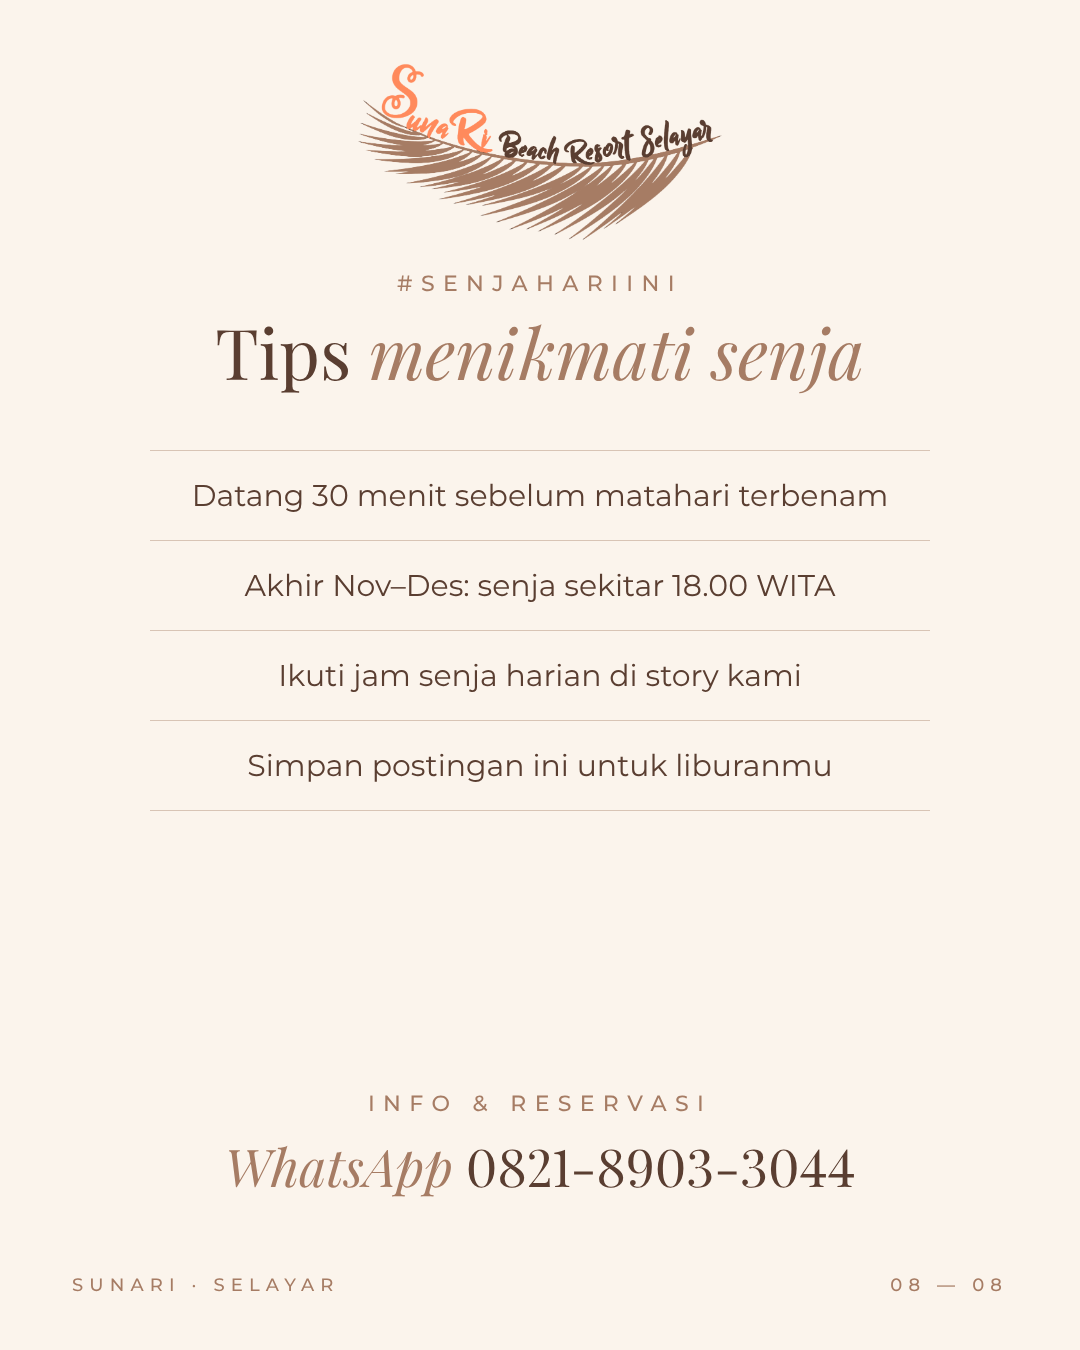 SunaRi Beach Resort Selayar
#SENJAHARIINI
Tips menikmati senja
Datang 30 menit sebelum matahari terbenam
Akhir Nov–Des: senja sekitar 18.00 WITA
Ikuti jam senja harian di story kami
Simpan postingan ini untuk liburanmu
INFO & RESERVASI
WhatsApp 0821-8903-3044
SUNARI · SELAYAR
08 — 08